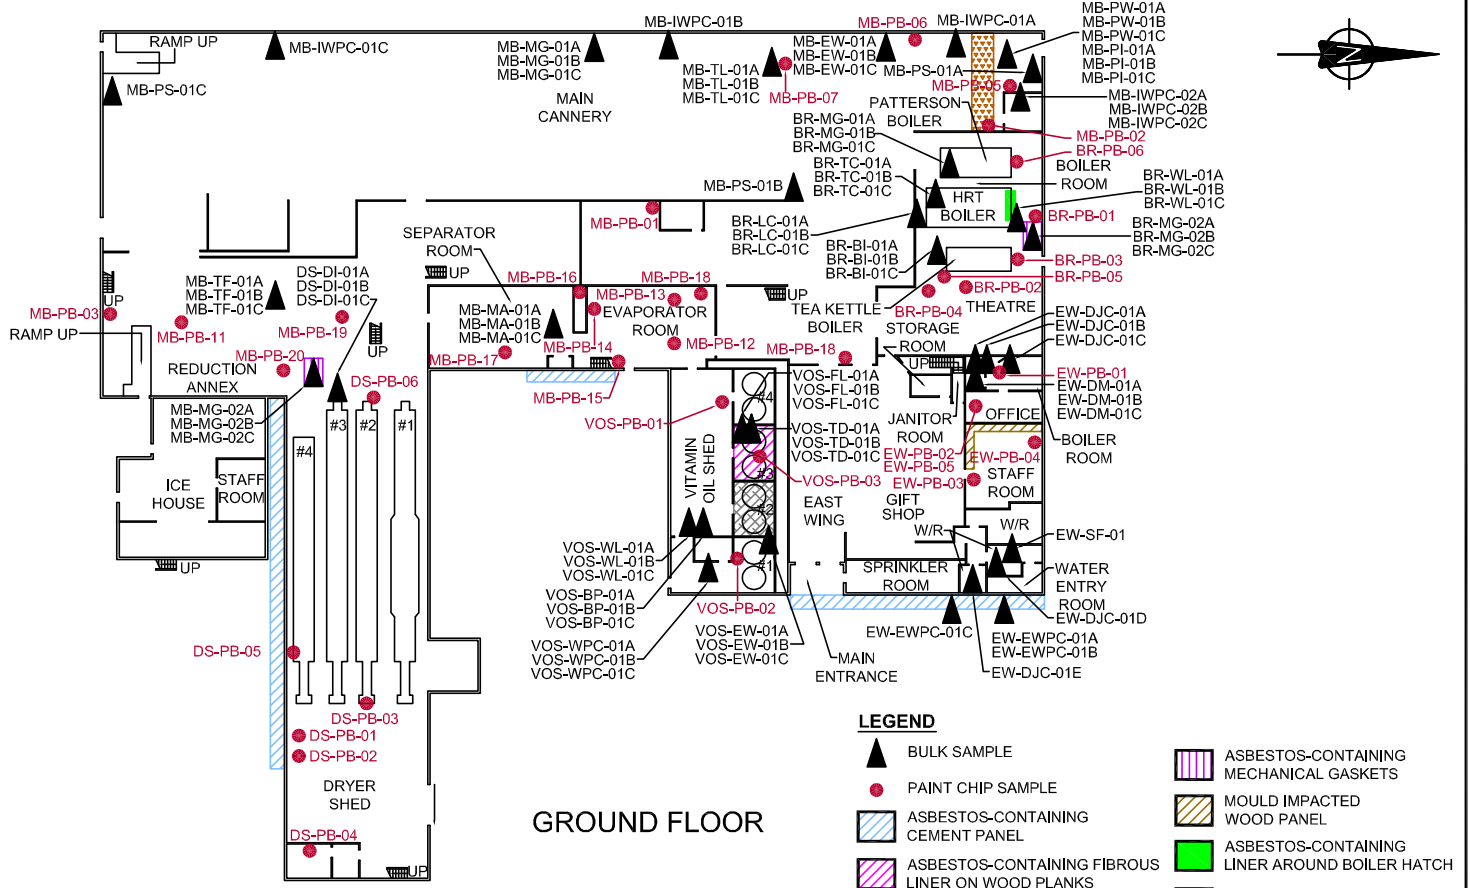 RAMP UP
MB-IWPC-01C
MB-PS-01C
MB-MG-01A
MB-MG-01B
MB-MG-01C
MAIN
CANNERY
MB-IWPC-01B
MB-TL-01A
MB-TL-01B
MB-TL-01C
MB-PB-07
MB-PB-06
MB-EW-01A
MB-EW-01B
MB-EW-01C
MB-IWPC-01A
MB-PS-01A
MB-PB-05
MB-PW-01A
MB-PW-01B
MB-PW-01C
MB-PI-01A
MB-PI-01B
MB-PI-01C
MB-IWPC-02A
MB-IWPC-02B
MB-IWPC-02C
PATTERSON
BOILER
MB-PB-02
BR-PB-06
BR-MG-01A
BR-MG-01B
BR-MG-01C
BR-TC-01A
BR-TC-01B
BR-TC-01C
BOILER
ROOM
HRT
BOILER
BR-WL-01A
BR-WL-01B
BR-WL-01C
BR-PB-01
BR-MG-02A
BR-MG-02B
BR-MG-02C
MB-PS-01B
BR-LC-01A
BR-LC-01B
BR-LC-01C
BR-BI-01A
BR-BI-01B
BR-BI-01C
BR-PB-03
BR-PB-05
BR-PB-02
BR-PB-04
THEATRE
TEA KETTLE
BOILER
STORAGE
ROOM
MB-PB-01
SEPARATOR
ROOM
UP
MB-PB-16
MB-PB-18
MB-PB-13
EVAPORATOR
ROOM
UP
MB-MA-01A
MB-MA-01B
MB-MA-01C
MB-PB-17
MB-PB-14
MB-PB-12
MB-PB-15
MB-PB-18
MB-TF-01A
MB-TF-01B
MB-TF-01C
DS-DI-01A
DS-DI-01B
DS-DI-01C
UP
MB-PB-03
RAMP UP
MB-PB-11
MB-PB-19
UP
MB-PB-20
REDUCTION
ANNEX
DS-PB-06
MB-MG-02A
MB-MG-02B
MB-MG-02C
#4
#3
#2
#1
ICE
HOUSE
STAFF
ROOM
UP
VOS-FL-01A
VOS-FL-01B
VOS-FL-01C
VOS-TD-01A
VOS-TD-01B
VOS-TD-01C
VOS-PB-01
VOS-PB-03
VITAMIN
OIL SHED
#4
#3
#2
#1
EAST
WING
UP
JANITOR
ROOM
EW-DJC-01A
EW-DJC-01B
EW-DJC-01C
EW-PB-01
EW-DM-01A
EW-DM-01B
EW-DM-01C
OFFICE
BOILER
ROOM
EW-PB-02
EW-PB-05
EW-PB-03
EW-PB-04
STAFF
ROOM
GIFT
SHOP
W/R
W/R
EW-SF-01
WATER
ENTRY
ROOM
EW-DJC-01D
SPRINKLER
ROOM
EW-EWPC-01C
EW-EWPC-01A
EW-EWPC-01B
EW-DJC-01E
MAIN
ENTRANCE
VOS-WL-01A
VOS-WL-01B
VOS-WL-01C
VOS-BP-01A
VOS-BP-01B
VOS-BP-01C
VOS-WPC-01A
VOS-WPC-01B
VOS-WPC-01C
VOS-PB-02
VOS-EW-01A
VOS-EW-01B
VOS-EW-01C
DS-PB-05
DS-PB-03
DS-PB-01
DS-PB-02
DRYER
SHED
DS-PB-04
UP
GROUND FLOOR
LEGEND
BULK SAMPLE
PAINT CHIP SAMPLE
ASBESTOS-CONTAINING
CEMENT PANEL
ASBESTOS-CONTAINING FIBROUS
LINER ON WOOD PLANKS
ASBESTOS-CONTAINING
MECHANICAL GASKETS
MOULD IMPACTED
WOOD PANEL
ASBESTOS-CONTAINING
LINER AROUND BOILER HATCH